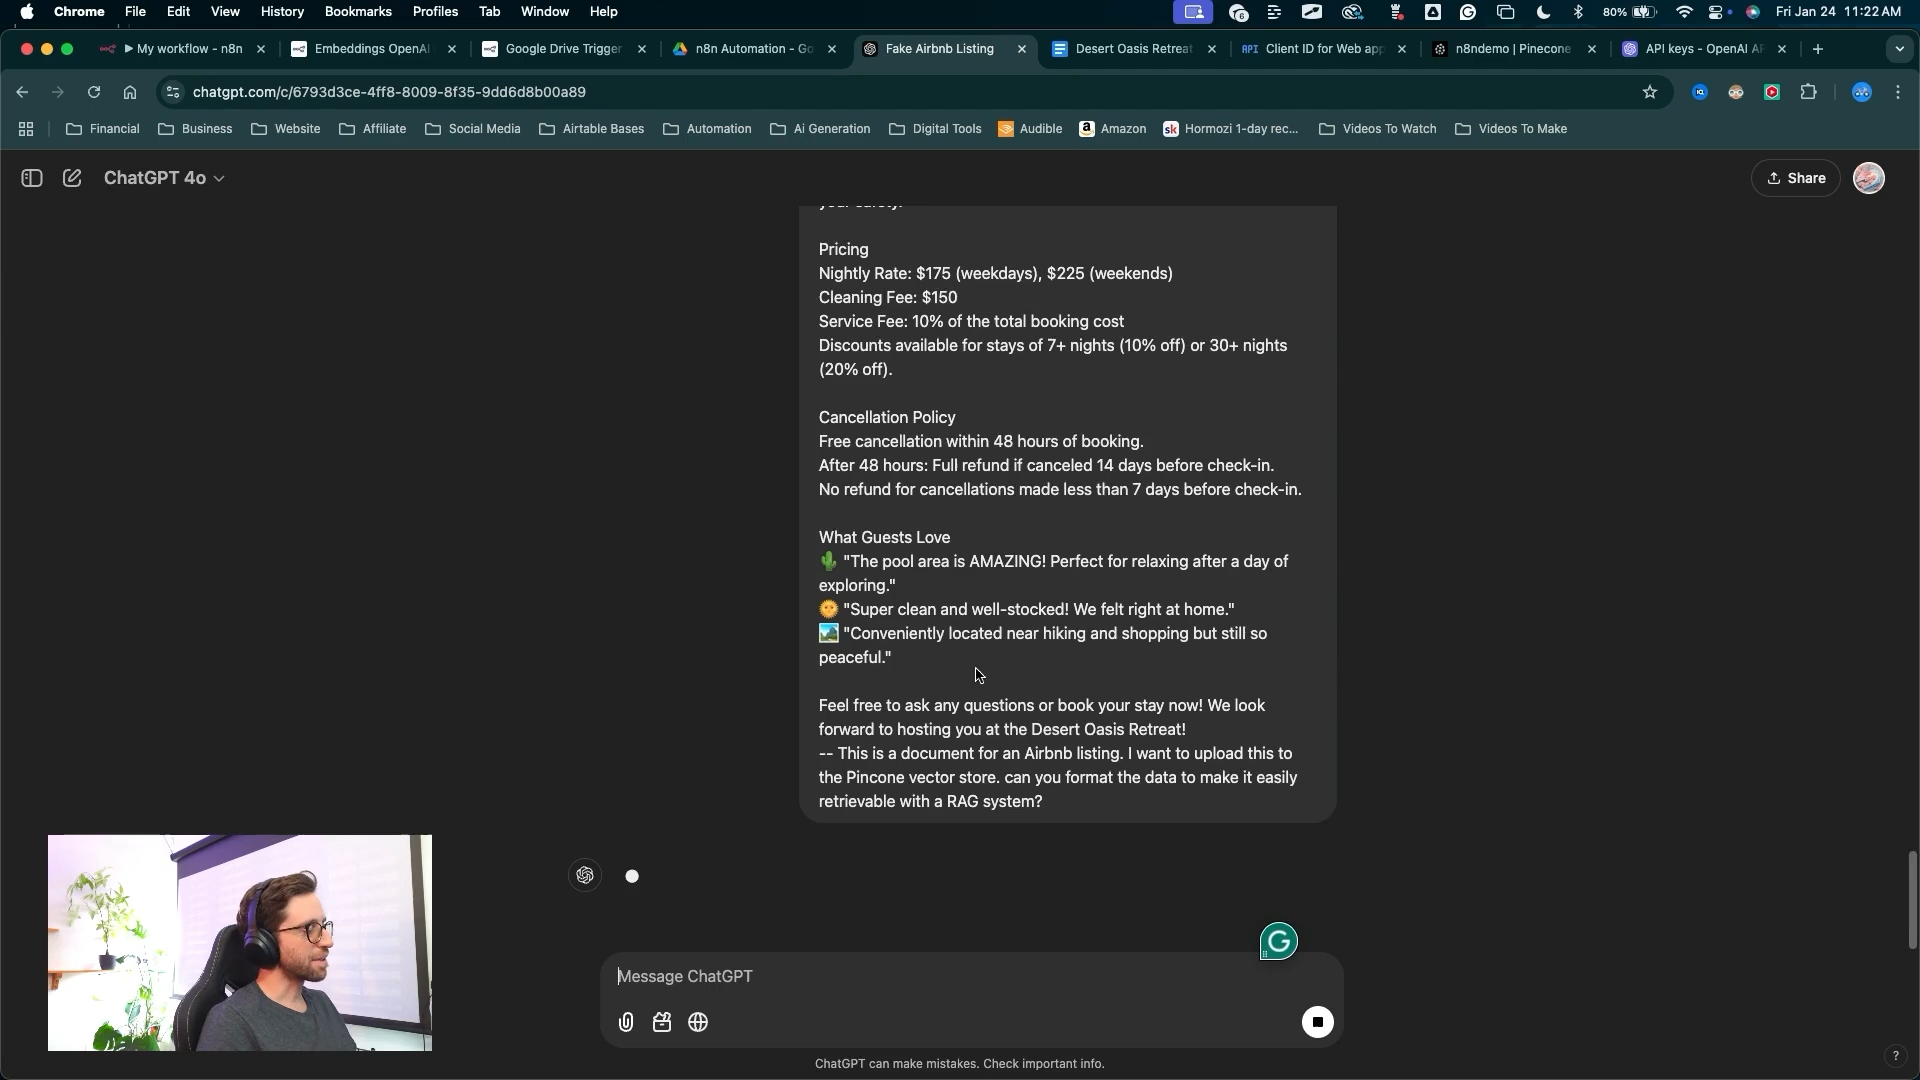 Chrome File Edit View History Bookmarks Profiles Tab Window Help
6
80%
Fri Jan 24 11:22 AM
My workflow - n8n
Embeddings OpenAI
Google Drive Trigger
n8n Automation - Go
Fake Airbnb Listing
Desert Oasis Retreat
API Client ID for Web app
n8ndemo | Pinecone
API keys - OpenAI AP
chatgpt.com/c/6793d3ce-4ff8-8009-8f35-9dd6d8b00a89
Financial
Business
Website
Affiliate
Social Media
Airtable Bases
Automation
Ai Generation
Digital Tools
Audible
Amazon
sk Hormozi 1-day rec...
Videos To Watch
Videos To Make
ChatGPT 4o
Share
your safety.
Pricing
Nightly Rate: $175 (weekdays), $225 (weekends)
Cleaning Fee: $150
Service Fee: 10% of the total booking cost
Discounts available for stays of 7+ nights (10% off) or 30+ nights
(20% off).
Cancellation Policy
Free cancellation within 48 hours of booking.
After 48 hours: Full refund if canceled 14 days before check-in.
No refund for cancellations made less than 7 days before check-in.
What Guests Love
🌵 "The pool area is AMAZING! Perfect for relaxing after a day of
exploring."
🌞 "Super clean and well-stocked! We felt right at home."
🏞️ "Conveniently located near hiking and shopping but still so
peaceful."
Feel free to ask any questions or book your stay now! We look
forward to hosting you at the Desert Oasis Retreat!
-- This is a document for an Airbnb listing. I want to upload this to
the Pincone vector store. can you format the data to make it easily
retrievable with a RAG system?
Message ChatGPT
ChatGPT can make mistakes. Check important info.
?